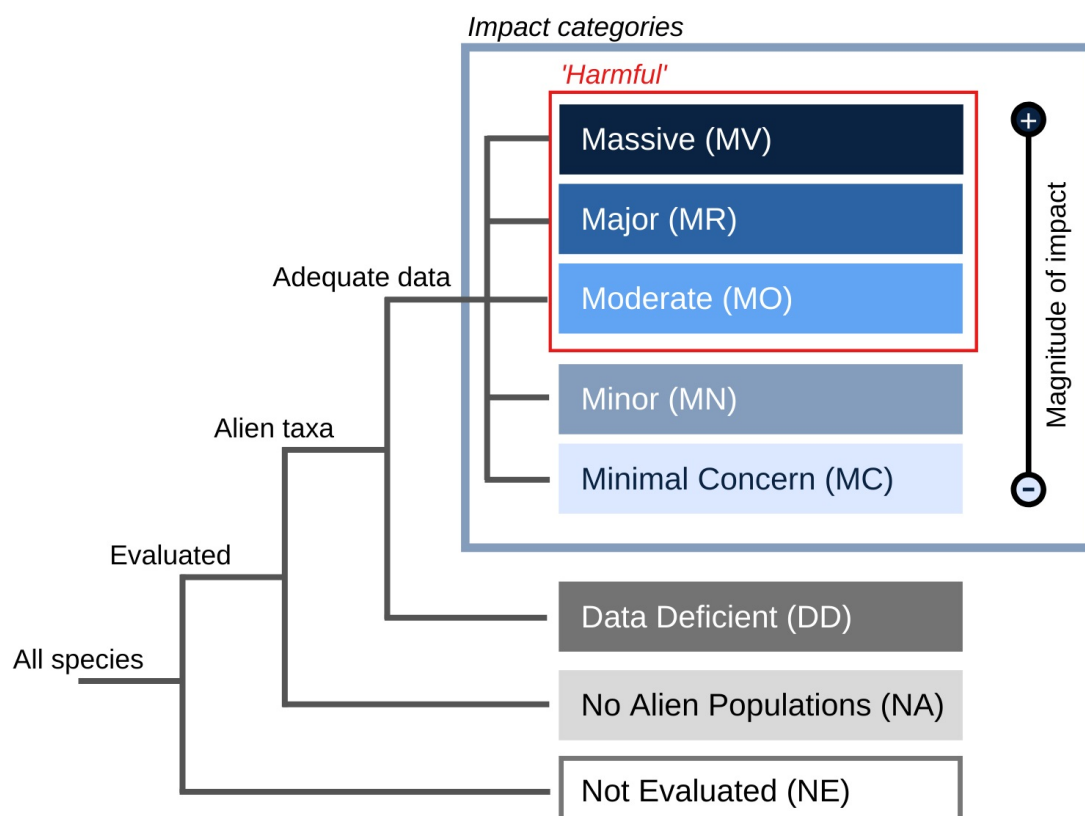 Impact categories
'Harmful'
Massive (MV)
Major (MR)
Moderate (MO)
Minor (MN)
Minimal Concern (MC)
+
Magnitude of impact
-
Adequate data
Alien taxa
Evaluated
All species
Data Deficient (DD)
No Alien Populations (NA)
Not Evaluated (NE)